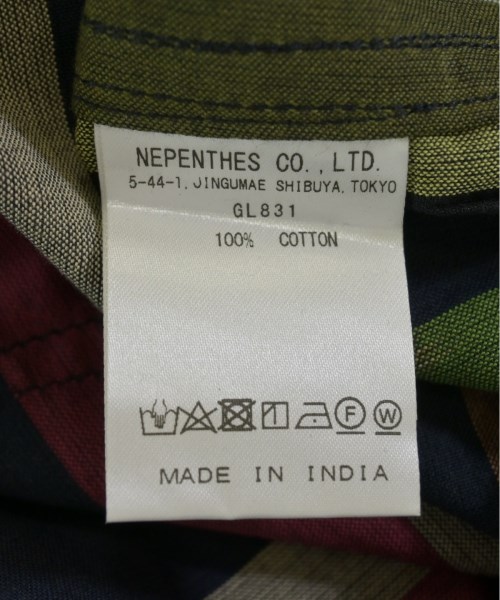 NEPENTHES CO.,LTD.
5-44-1, JINGUMAE SHIBUYA, TOKYO
GL831
100% COTTON
F W
MADE IN INDIA